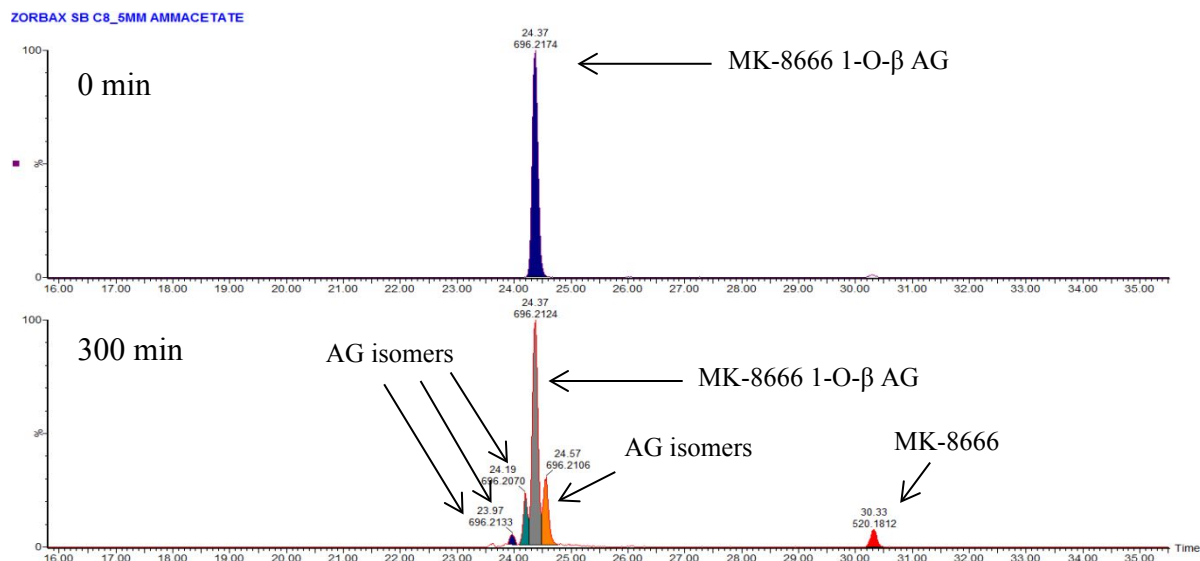 ZORBAX SB C8_5MM AMMACETATE
24.37
696.2174
MK-8666 1-O-β AG
0 min
100
%
0
16.00 17.00 18.00 19.00 20.00 21.00 22.00 23.00 24.00 25.00 26.00 27.00 28.00 29.00 30.00 31.00 32.00 33.00 34.00 35.00
24.37
696.2124
300 min
100
AG isomers
MK-8666 1-O-β AG
AG isomers
MK-8666
%
24.19
696.2070
24.57
696.2106
23.97
696.2133
30.33
520.1812
0
Time
16.00 17.00 18.00 19.00 20.00 21.00 22.00 23.00 24.00 25.00 26.00 27.00 28.00 29.00 30.00 31.00 32.00 33.00 34.00 35.00